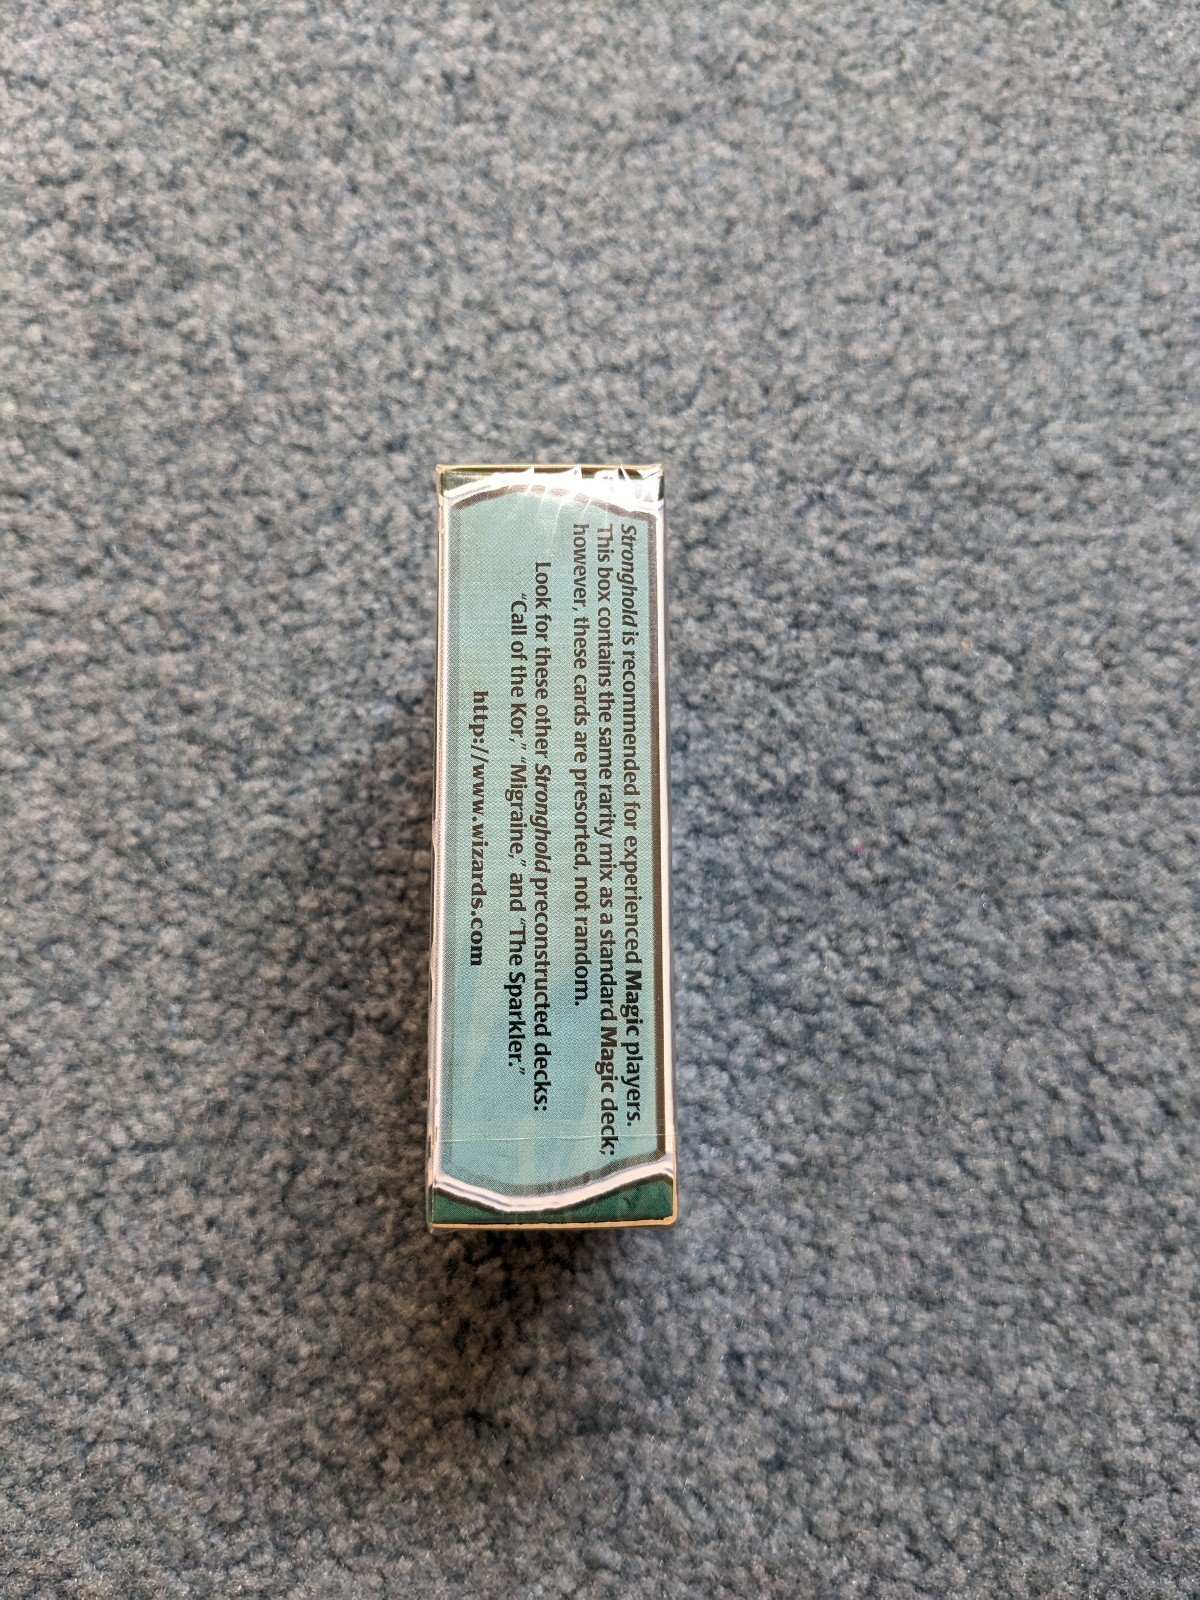 Stronghold is recommended for experienced Magic players.
This box contains the same rarity mix as a standard Magic deck;
however, these cards are presorted, not random.
Look for these other Stronghold preconstructed decks:
“Call of the Kor,” “Migraine,” and “The Sparkler.”
http://www.wizards.com